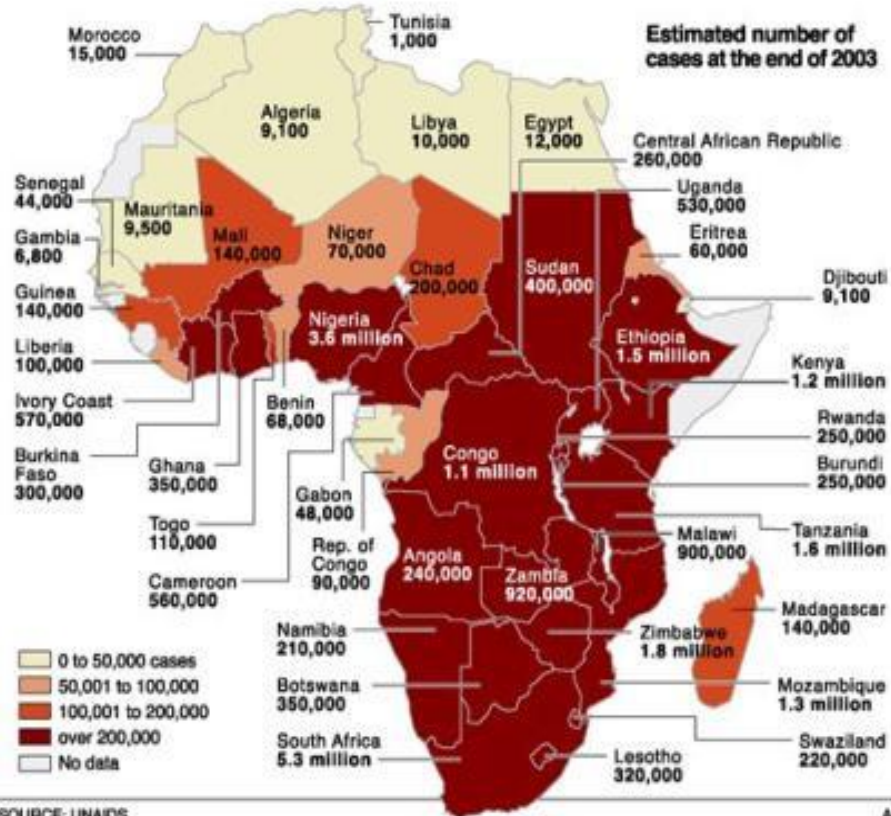 Tunisia
1,000
Morocco
15,000
Estimated number of
cases at the end of 2003
Algeria
9,100
Libya
10,000
Egypt
12,000
Central African Republic
260,000
Uganda
530,000
Senegal
44,000
Mauritania
9,500
Eritrea
60,000
Gambia
6,800
Mali
140,000
Niger
70,000
Chad
200,000
Sudan
400,000
Djibouti
9,100
Guinea
140,000
Nigeria
3.6 million
Ethiopia
1.5 million
Liberia
100,000
Kenya
1.2 million
Ivory Coast
570,000
Benin
68,000
Rwanda
250,000
Burkina
Faso
300,000
Ghana
350,000
Congo
1.1 million
Burundi
250,000
Gabon
48,000
Togo
110,000
Rep. of
Congo
90,000
Angola
240,000
Zambia
920,000
Malawi
900,000
Tanzania
1.6 million
Cameroon
560,000
Madagascar
140,000
Namibia
210,000
Zimbabwe
1.8 million
0 to 50,000 cases
50,001 to 100,000
100,001 to 200,000
over 200,000
No data
Botswana
350,000
Mozambique
1.3 million
South Africa
5.3 million
Lesotho
320,000
Swaziland
220,000
SOURCE: UNAIDS